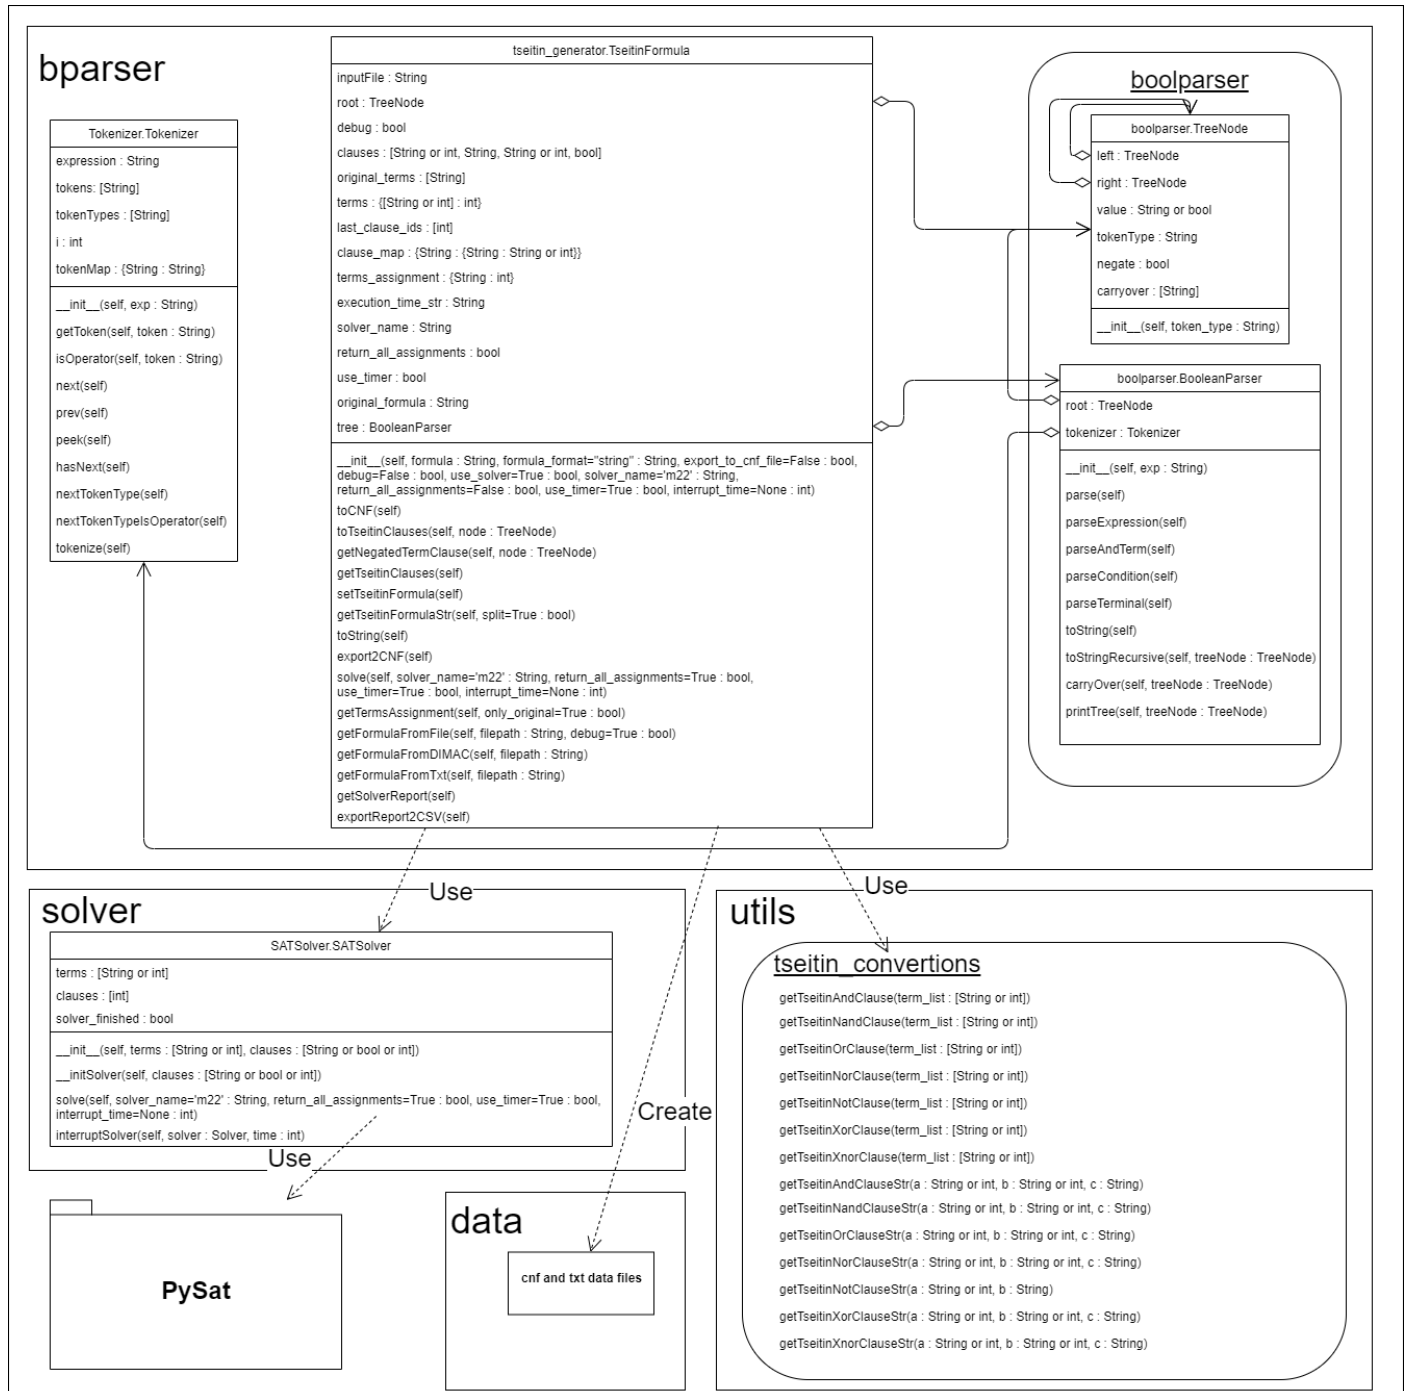 bparser
Tokenizer.Tokenizer
expression : String
tokens: [String]
tokenTypes : [String]
i : int
tokenMap : {String : String}
__init__(self, exp : String)
getToken(self, token : String)
isOperator(self, token : String)
next(self)
prev(self)
peek(self)
hasNext(self)
nextTokenType(self)
nextTokenTypeIsOperator(self)
tokenize(self)
tseitin_generator.TseitinFormula
inputFile : String
root : TreeNode
debug : bool
clauses : [String or int, String, String or int, bool]
original_terms : [String]
terms : {[String or int] : int}
last_clause_ids : [int]
clause_map : {String : {String : String or int}}
terms_assignment : {String : int}
execution_time_str : String
solver_name : String
return_all_assignments : bool
use_timer : bool
original_formula : String
tree : BooleanParser
__init__(self, formula : String, formula_format="string" : String, export_to_cnf_file=False : bool,
debug=False : bool, use_solver=True : bool, solver_name='m22' : String,
return_all_assignments=False : bool, use_timer=True : bool, interrupt_time=None : int)
toCNF(self)
toTseitinClauses(self, node : TreeNode)
getNegatedTermClause(self, node : TreeNode)
getTseitinClauses(self)
setTseitinFormula(self)
getTseitinFormulaStr(self, split=True : bool)
toString(self)
export2CNF(self)
solve(self, solver_name='m22' : String, return_all_assignments=True : bool,
use_timer=True : bool, interrupt_time=None : int)
getTermsAssignment(self, only_original=True : bool)
getFormulaFromFile(self, filepath : String, debug=True : bool)
getFormulaFromDIMAC(self, filepath : String)
getFormulaFromTxt(self, filepath : String)
getSolverReport(self)
exportReport2CSV(self)
boolparser
boolparser.TreeNode
left : TreeNode
right : TreeNode
value : String or bool
tokenType : String
negate : bool
carryover : [String]
__init__(self, token_type : String)
boolparser.BooleanParser
root : TreeNode
tokenizer : Tokenizer
__init__(self, exp : String)
parse(self)
parseExpression(self)
parseAndTerm(self)
parseCondition(self)
parseTerminal(self)
toString(self)
toStringRecursive(self, treeNode : TreeNode)
carryOver(self, treeNode : TreeNode)
printTree(self, treeNode : TreeNode)
Use
Use
solver
SATSolver.SATSolver
terms : [String or int]
clauses : [int]
solver_finished : bool
__init__(self, terms : [String or int], clauses : [String or bool or int])
__initSolver(self, clauses : [String or bool or int])
solve(self, solver_name='m22' : String, return_all_assignments=True : bool, use_timer=True : bool,
interrupt_time=None : int)
interruptSolver(self, solver : Solver, time : int)
Use
Create
PySat
data
cnf and txt data files
utils
tseitin_convertions
getTseitinAndClause(term_list : [String or int])
getTseitinNandClause(term_list : [String or int])
getTseitinOrClause(term_list : [String or int])
getTseitinNorClause(term_list : [String or int])
getTseitinNotClause(term_list : [String or int])
getTseitinXorClause(term_list : [String or int])
getTseitinXnorClause(term_list : [String or int])
getTseitinAndClauseStr(a : String or int, b : String or int, c : String)
getTseitinNandClauseStr(a : String or int, b : String or int, c : String)
getTseitinOrClauseStr(a : String or int, b : String or int, c : String)
getTseitinNorClauseStr(a : String or int, b : String or int, c : String)
getTseitinNotClauseStr(a : String or int, b : String)
getTseitinXorClauseStr(a : String or int, b : String or int, c : String)
getTseitinXnorClauseStr(a : String or int, b : String or int, c : String)